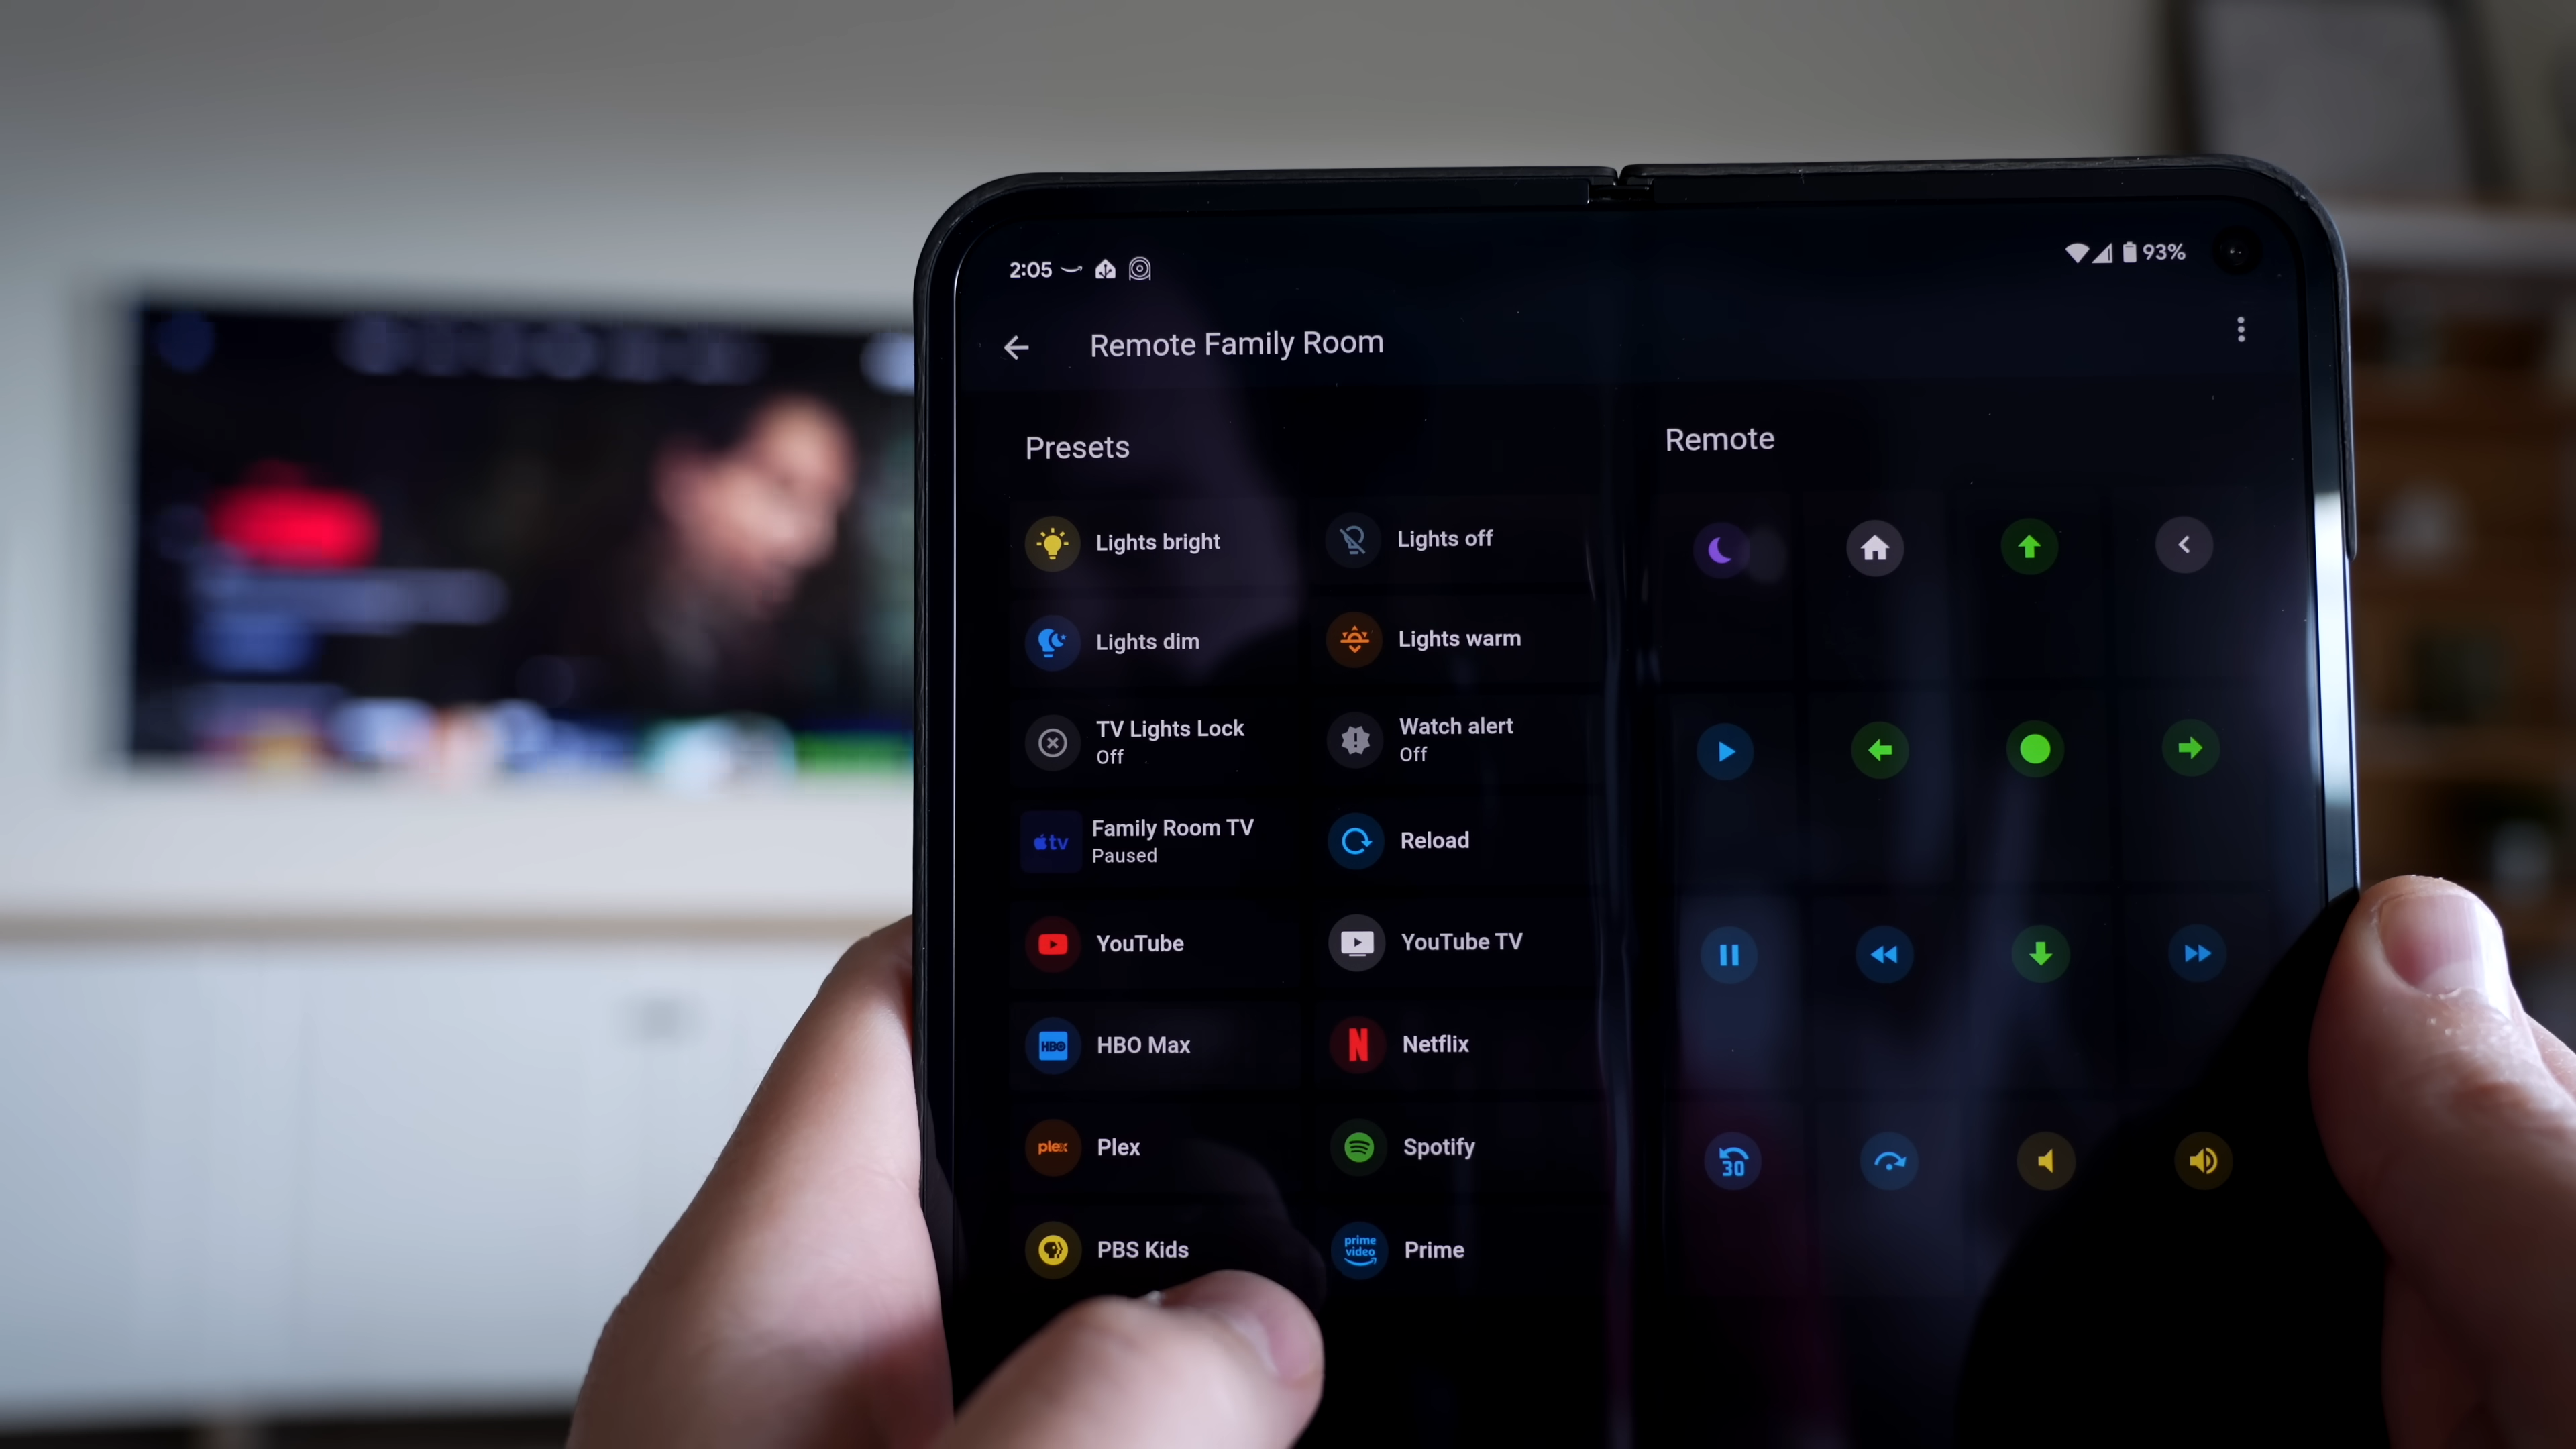 2:05
93%
Remote Family Room
Presets
Remote
Lights bright
Lights off
Lights dim
Lights warm
TV Lights Lock
Off
Watch alert
Off
tv
Family Room TV
Paused
Reload
YouTube
YouTube TV
HBO
HBO Max
N
Netflix
plex
Plex
Spotify
30
PBS Kids
prime
video
Prime